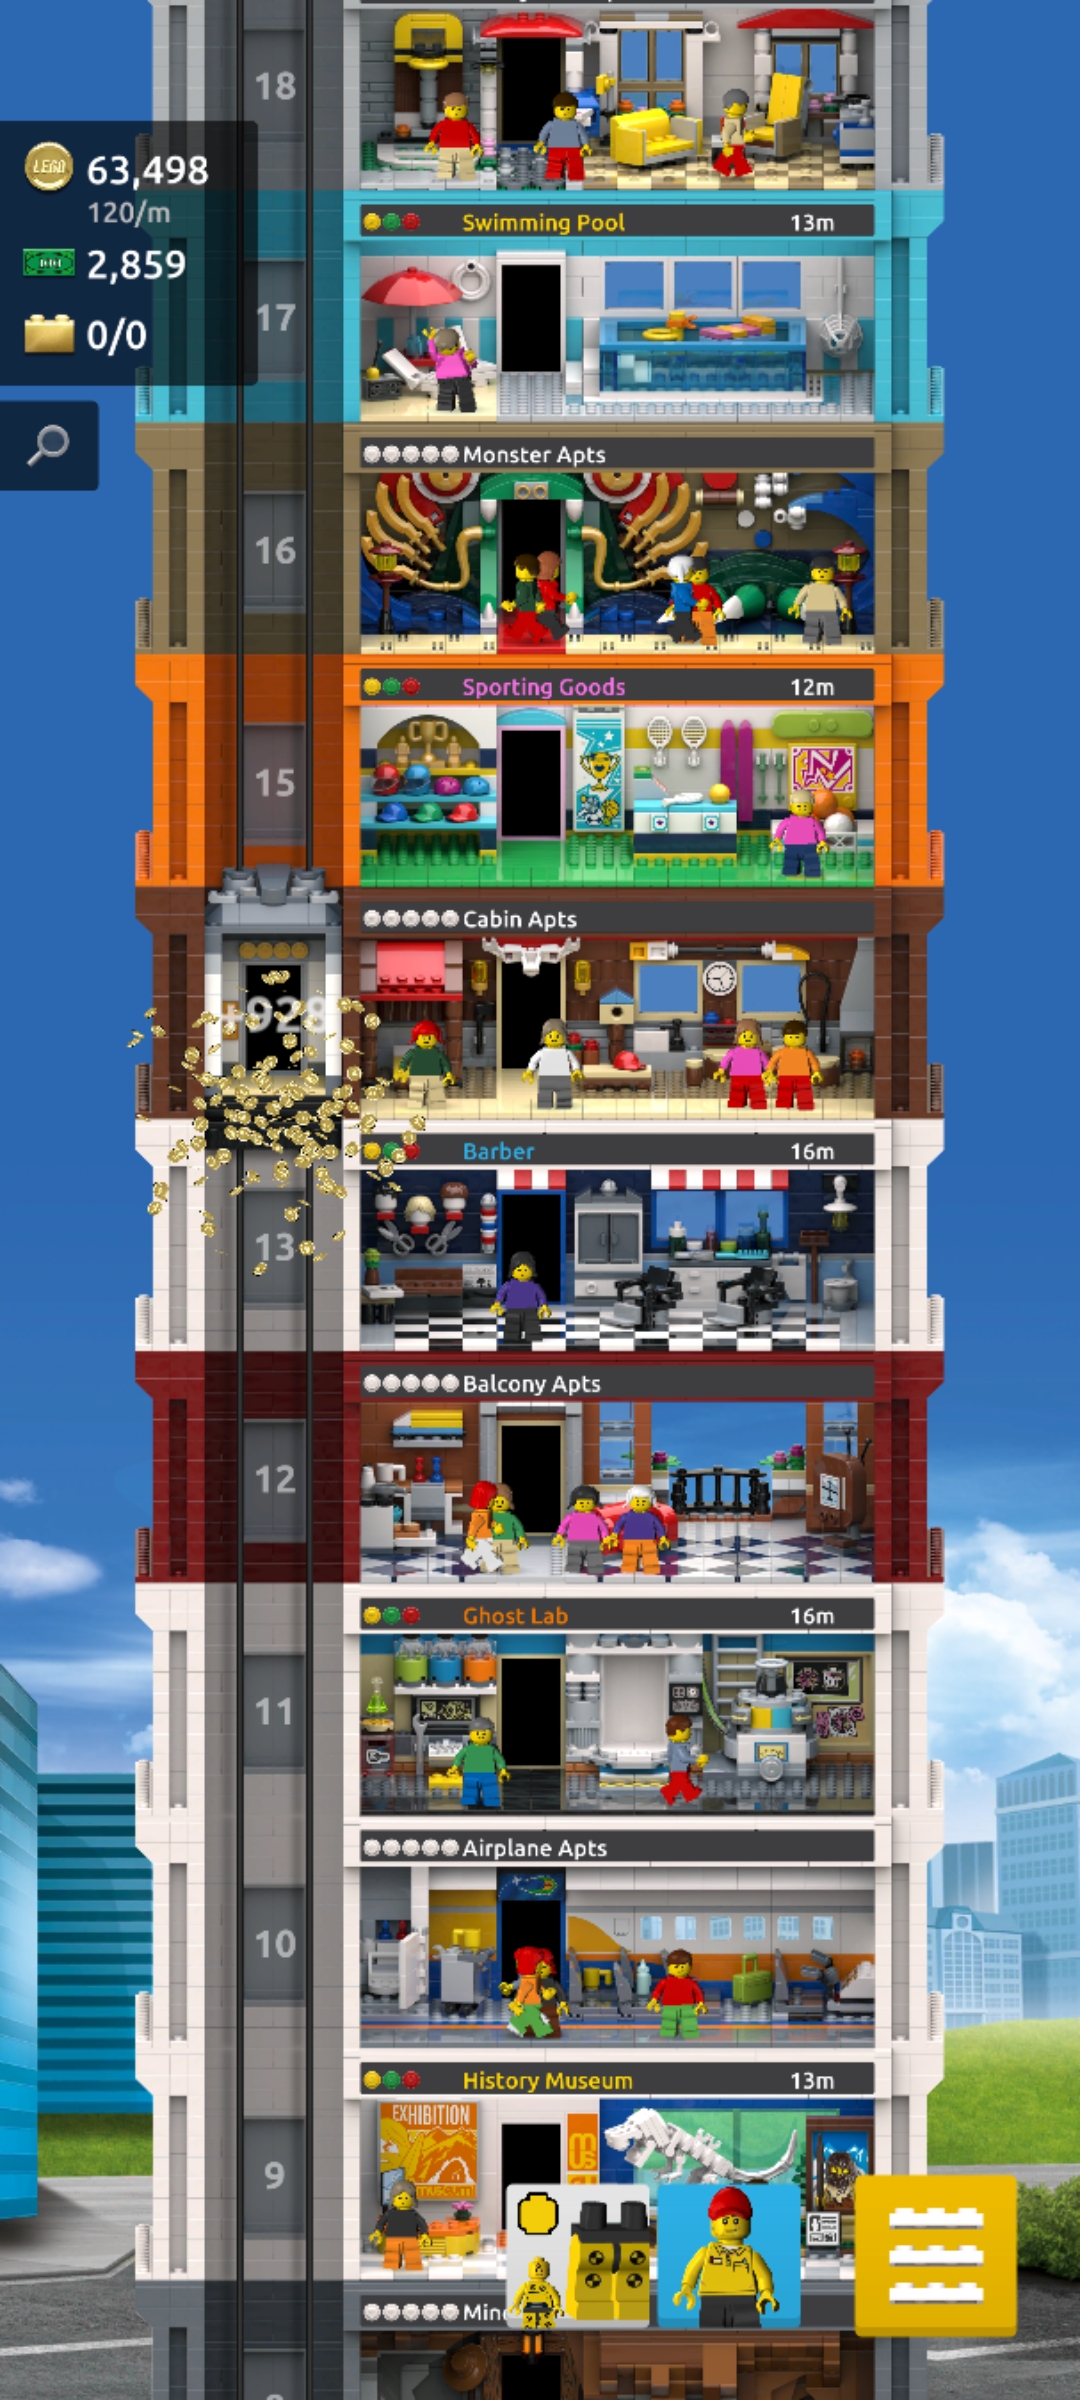 18
LEGO
63,498
120/m
2,859
0/0
Swimming Pool 13m
17
Monster Apts
16
Sporting Goods 12m
15
Cabin Apts
+928
Barber 16m
13
Balcony Apts
12
Ghost Lab 16m
11
Airplane Apts
10
History Museum 13m
EXHIBITION
9